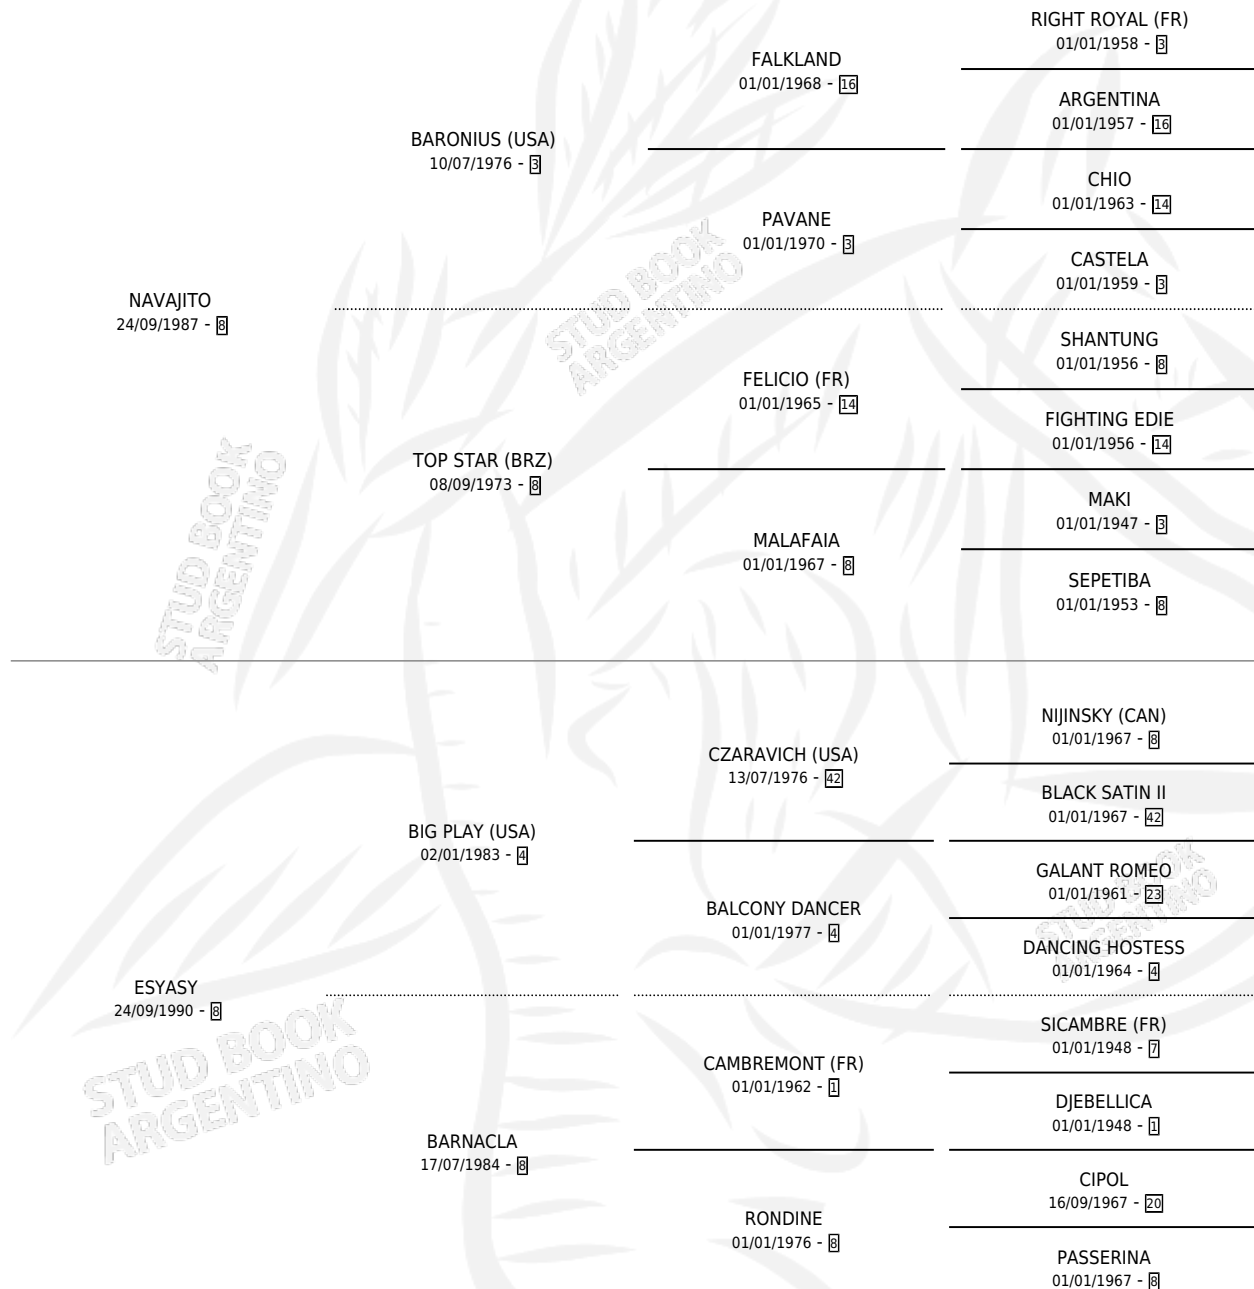 RIGHT ROYAL (FR)
01/01/1958 - 3
FALKLAND
01/01/1968 - 16
ARGENTINA
01/01/1957 - 16
BARONIUS (USA)
10/07/1976 - 3
CHIO
01/01/1963 - 14
PAVANE
01/01/1970 - 3
CASTELA
01/01/1959 - 3
NAVAJITO
24/09/1987 - 8
SHANTUNG
01/01/1956 - 8
FELICIO (FR)
01/01/1965 - 14
FIGHTING EDIE
01/01/1956 - 14
TOP STAR (BRZ)
08/09/1973 - 8
MAKI
01/01/1947 - 3
MALAFAIA
01/01/1967 - 8
SEPETIBA
01/01/1953 - 8
NIJINSKY (CAN)
01/01/1967 - 8
CZARAVICH (USA)
13/07/1976 - 42
BLACK SATIN II
01/01/1967 - 42
BIG PLAY (USA)
02/01/1983 - 4
GALANT ROMEO
01/01/1961 - 23
BALCONY DANCER
01/01/1977 - 4
DANCING HOSTESS
01/01/1964 - 4
ESYASY
24/09/1990 - 8
SICAMBRE (FR)
01/01/1948 - 7
CAMBREMONT (FR)
01/01/1962 - 1
DJEBELLICA
01/01/1948 - 1
BARNACLA
17/07/1984 - 8
CIPOL
16/09/1967 - 20
RONDINE
01/01/1976 - 8
PASSERINA
01/01/1967 - 8
STUD BOOK
ARGENTINO
STUD BOOK
ARGENTINO
STUD BOOK
ARGENTINO
STUD BOOK
ARGENTINO